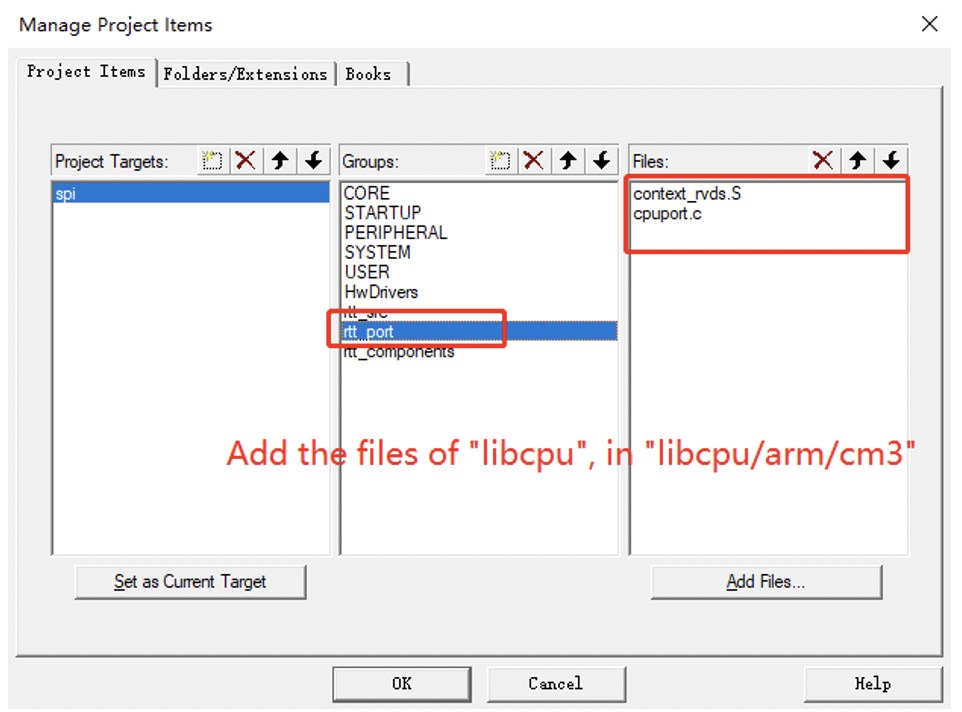 Manage Project Items
Project Items Folders/Extensions Books
Project Targets: Groups: Files:
spi
CORE
STARTUP
PERIPHERAL
SYSTEM
USER
HwDrivers
rtt_src
rtt_port
rtt_components
context_rvds.S
cpuport.c
Add the files of "libcpu", in "libcpu/arm/cm3"
Set as Current Target Add Files...
OK Cancel Help